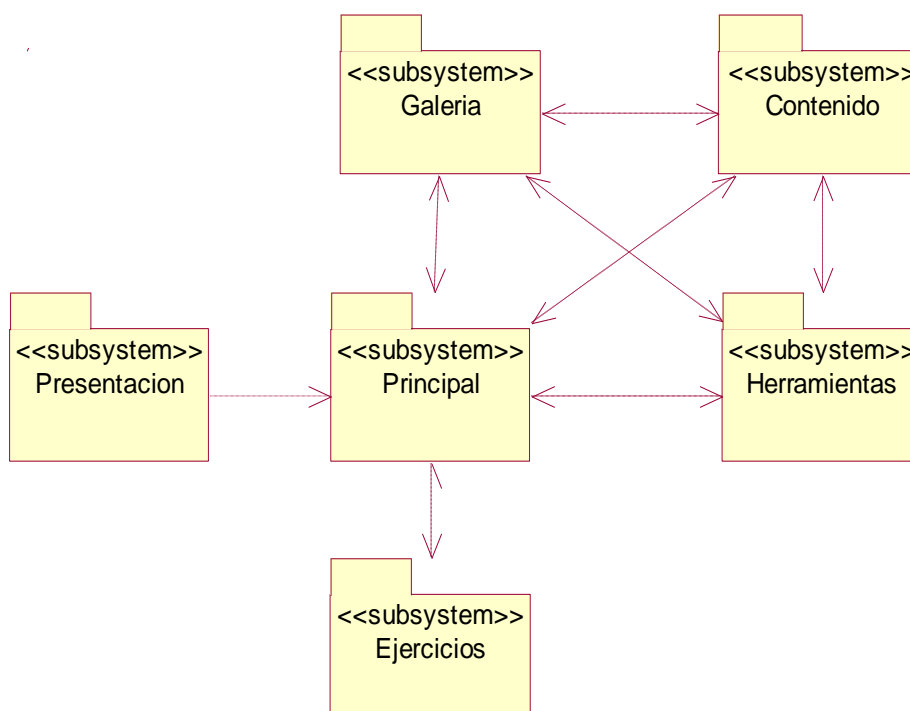 <<subsystem>>
Galeria
<<subsystem>>
Contenido
<<subsystem>>
Presentacion
<<subsystem>>
Principal
<<subsystem>>
Herramientas
<<subsystem>>
Ejercicios